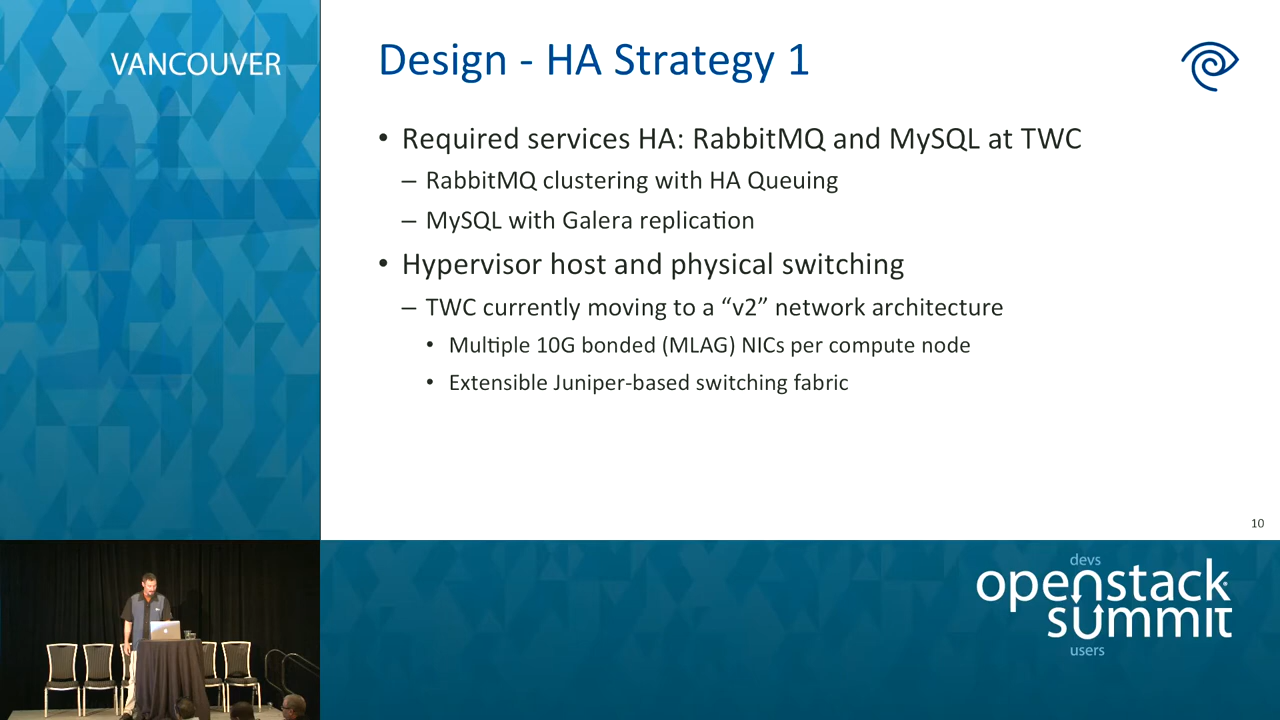 VANCOUVER
Design - HA Strategy 1
• Required services HA: RabbitMQ and MySQL at TWC
– RabbitMQ clustering with HA Queuing
– MySQL with Galera replication
• Hypervisor host and physical switching
– TWC currently moving to a “v2” network architecture
• Multiple 10G bonded (MLAG) NICs per compute node
• Extensible Juniper-based switching fabric
10
devs
openstack
summit
users